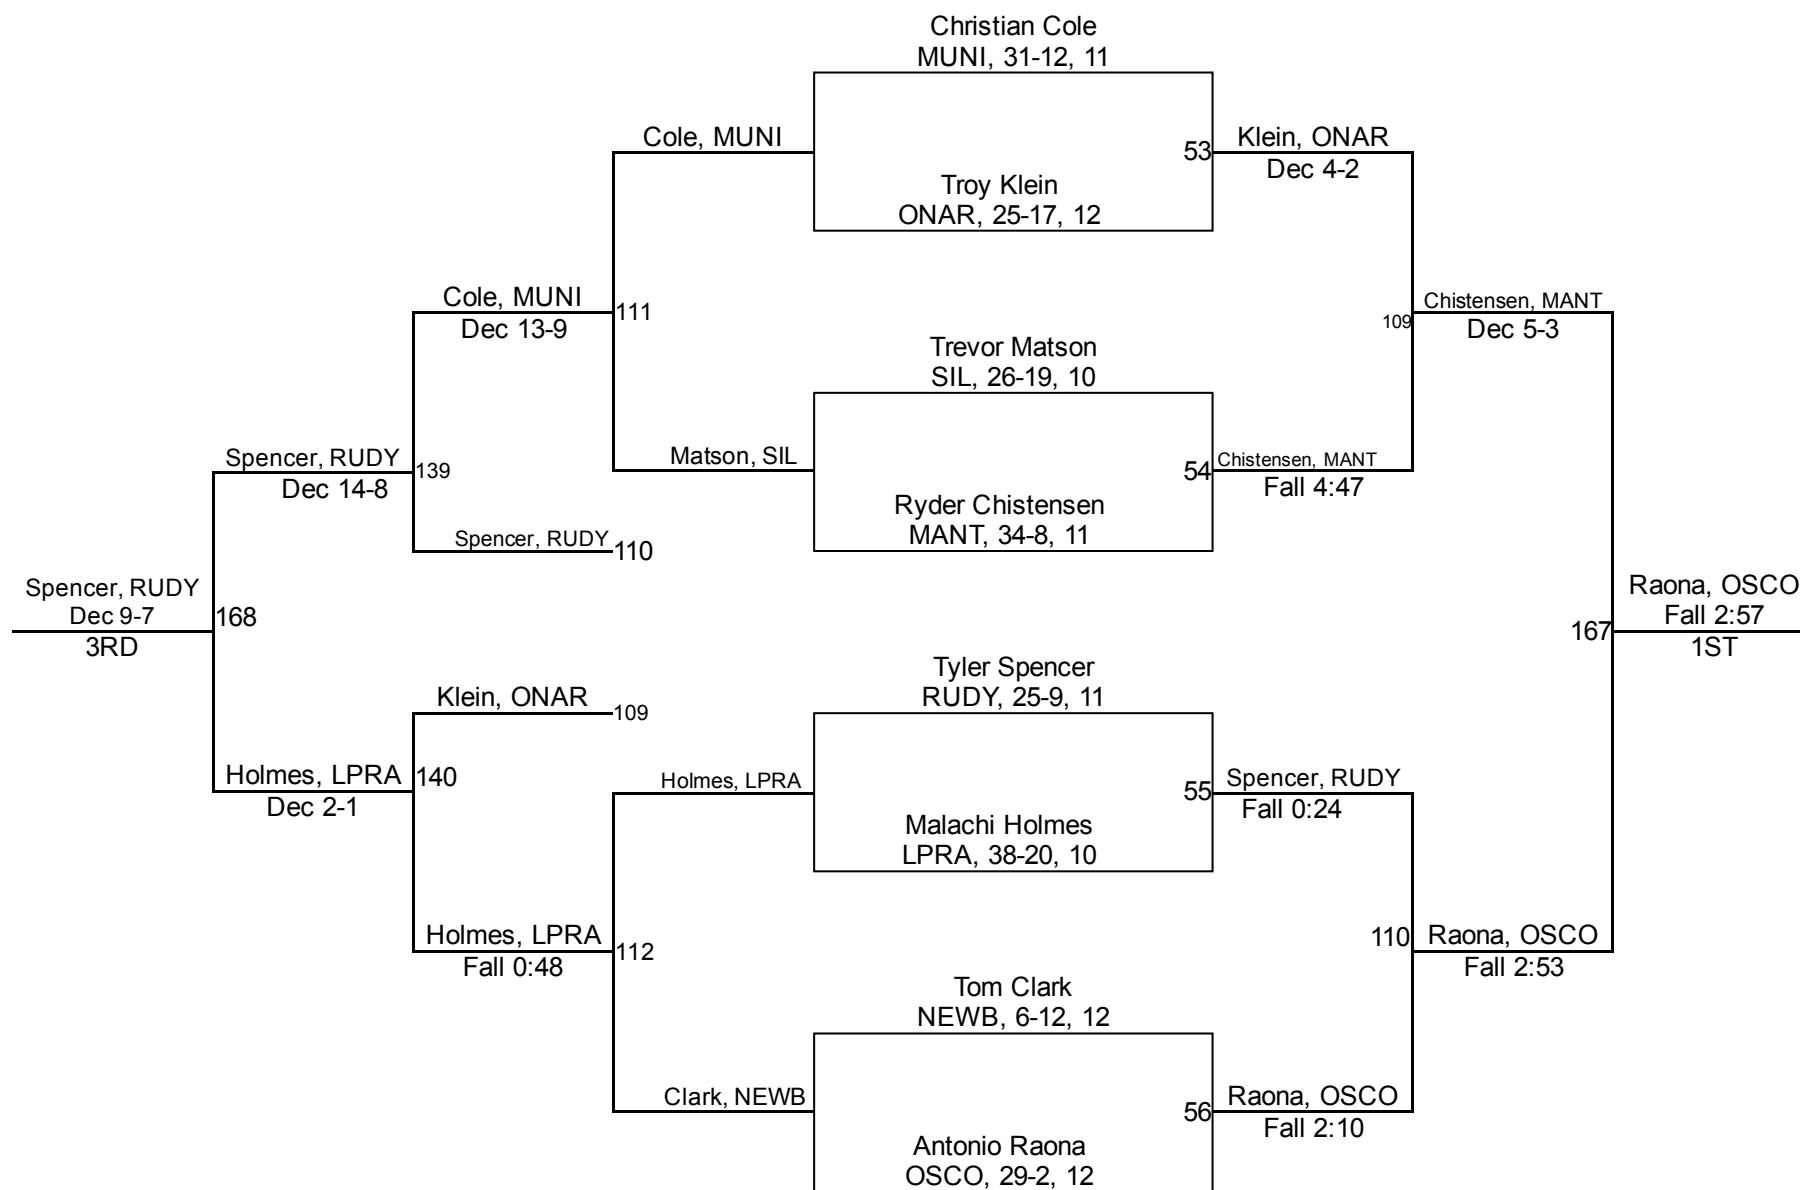 Christian Cole
MUNI, 31-12, 11
Cole, MUNI
53
Klein, ONAR
Dec 4-2
Troy Klein
ONAR, 25-17, 12
Cole, MUNI
Dec 13-9
111
109
Chistensen, MANT
Dec 5-3
Trevor Matson
SIL, 26-19, 10
Matson, SIL
54
Chistensen, MANT
Fall 4:47
Ryder Chistensen
MANT, 34-8, 11
Spencer, RUDY
Dec 14-8
139
Spencer, RUDY
110
Spencer, RUDY
Dec 9-7
3RD
168
167
Raona, OSCO
Fall 2:57
1ST
Klein, ONAR
109
Tyler Spencer
RUDY, 25-9, 11
Holmes, LPRA
Dec 2-1
140
Holmes, LPRA
55
Spencer, RUDY
Fall 0:24
Malachi Holmes
LPRA, 38-20, 10
Holmes, LPRA
Fall 0:48
112
110
Raona, OSCO
Fall 2:53
Tom Clark
NEWB, 6-12, 12
Clark, NEWB
56
Raona, OSCO
Fall 2:10
Antonio Raona
OSCO, 29-2, 12